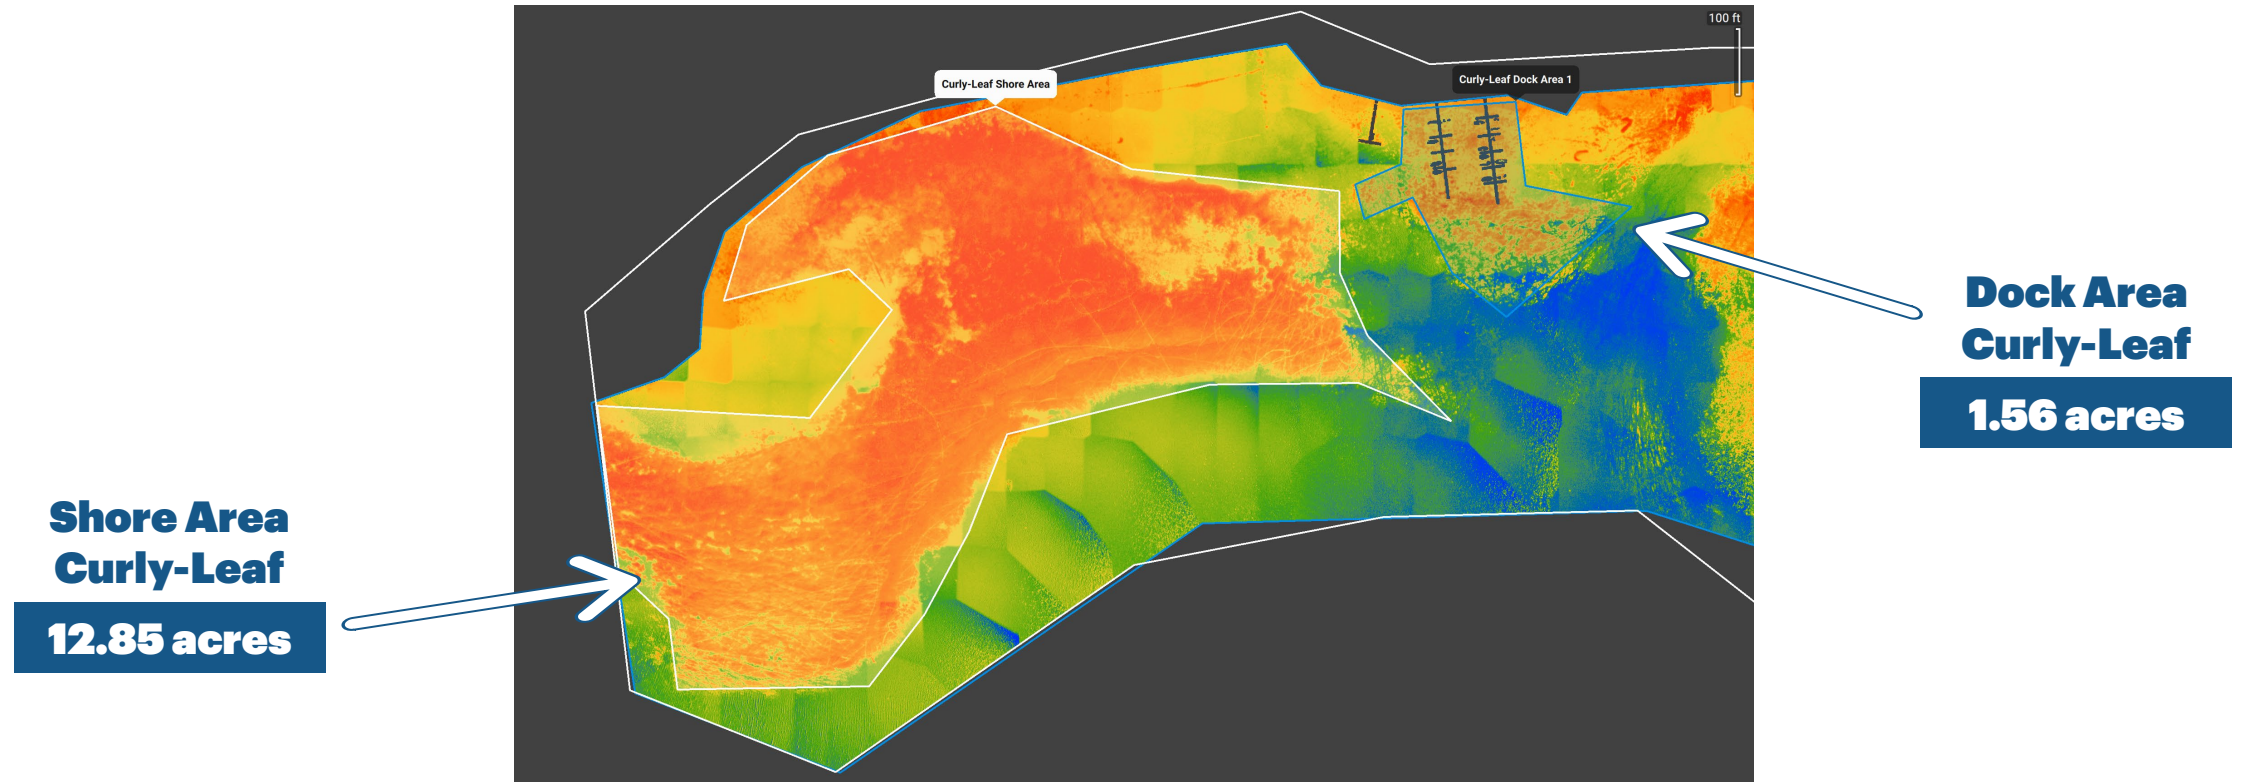 100 ft
Curly-Leaf Shore Area
Curly-Leaf Dock Area 1
Dock Area
Curly-Leaf
1.56 acres
Shore Area
Curly-Leaf
12.85 acres